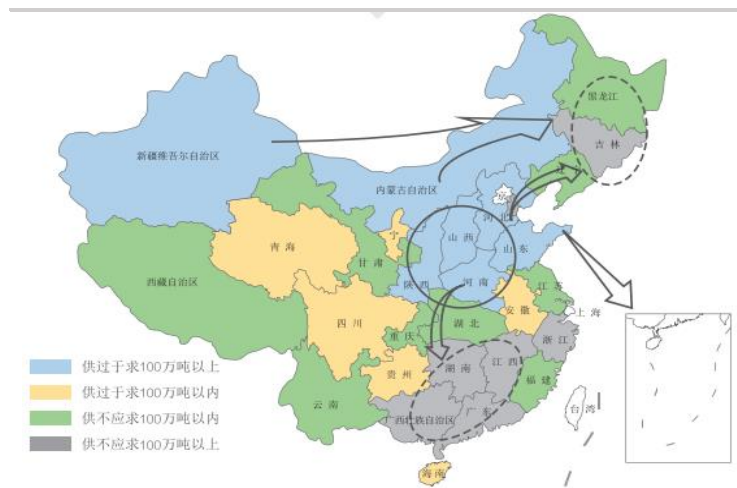 黑龙江
吉林
新疆维吾尔自治区
内蒙古自治区
京
河北
宁
山西
山东
青海
甘肃
西藏自治区
陕西
河南
江苏
安徽
上海
四川
湖北
重庆
浙江
湖南
江西
贵州
福建
云南
台湾
广西壮族自治区
广东
海南
供过于求100万吨以上
供过于求100万吨以内
供不应求100万吨以内
供不应求100万吨以上